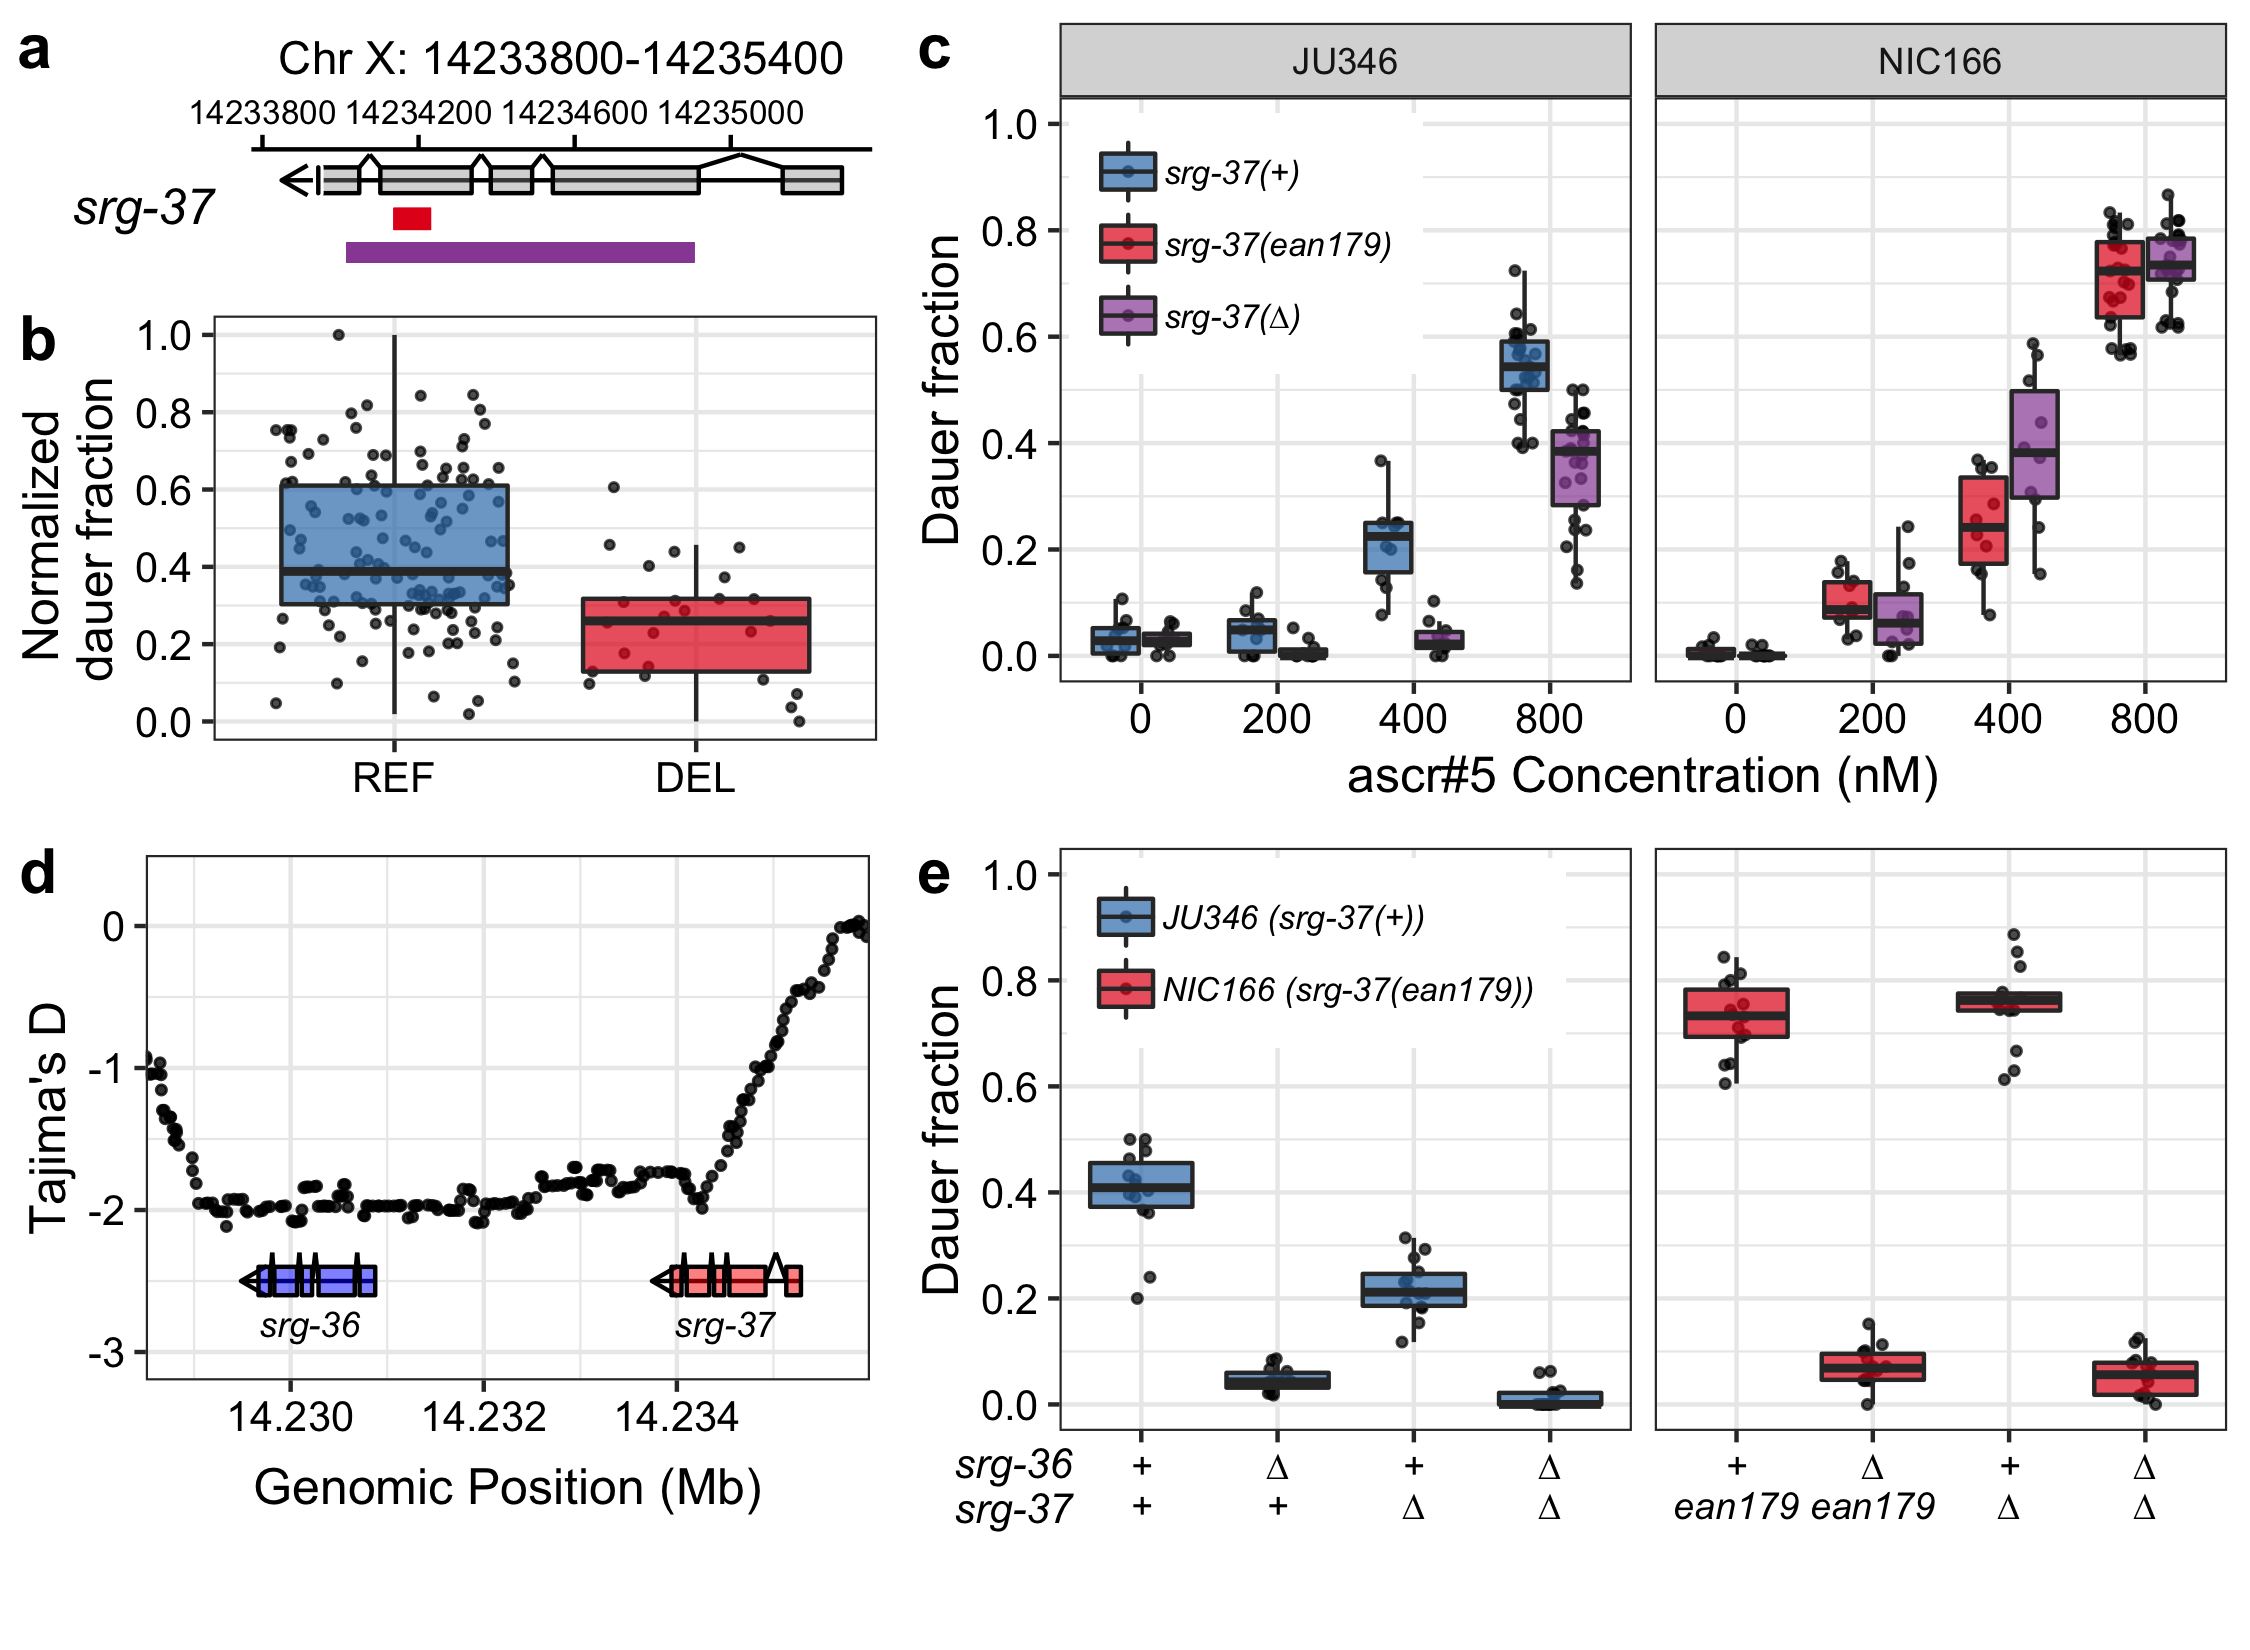 a
Chr X: 14233800-14235400
14233800 14234200 14234600 14235000
srg-37
b
Normalized
dauer fraction
1.0
0.8
0.6
0.4
0.2
0.0
REF DEL
c
JU346 NIC166
Dauer fraction
1.0
0.8
0.6
0.4
0.2
0.0
srg-37(+)
srg-37(ean179)
srg-37(Δ)
0 200 400 800 0 200 400 800
ascr#5 Concentration (nM)
d
Tajima's D
0
-1
-2
-3
srg-36 srg-37
14.230 14.232 14.234
Genomic Position (Mb)
e
Dauer fraction
1.0
0.8
0.6
0.4
0.2
0.0
JU346 (srg-37(+))
NIC166 (srg-37(ean179))
srg-36 + Δ + Δ + Δ + Δ
srg-37 + + Δ Δ ean179 ean179 Δ Δ